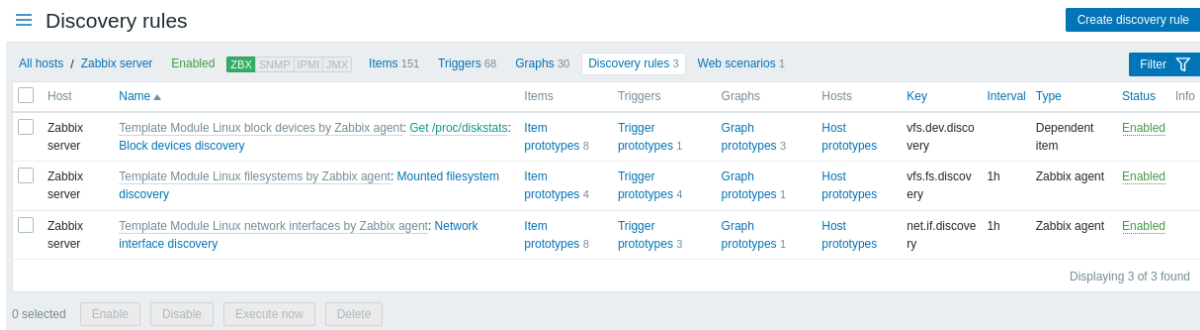 Discovery rules
Create discovery rule
All hosts / Zabbix server Enabled ZBX SNMP IPMI JMX Items 151 Triggers 68 Graphs 30 Discovery rules 3 Web scenarios 1
Filter
Host Name Items Triggers Graphs Hosts Key Interval Type Status Info
Zabbix Template Module Linux block devices by Zabbix agent: Get /proc/diskstats: Item Trigger Graph Host vfs.dev.disco Dependent Enabled
server Block devices discovery prototypes 8 prototypes 1 prototypes 3 prototypes very item
Zabbix Template Module Linux filesystems by Zabbix agent: Mounted filesystem Item Trigger Graph Host vfs.fs.discov 1h Zabbix agent Enabled
server discovery prototypes 4 prototypes 4 prototypes 1 prototypes ery
Zabbix Template Module Linux network interfaces by Zabbix agent: Network Item Trigger Graph Host net.if.discove 1h Zabbix agent Enabled
server interface discovery prototypes 8 prototypes 3 prototypes 1 prototypes ry
Displaying 3 of 3 found
0 selected Enable Disable Execute now Delete